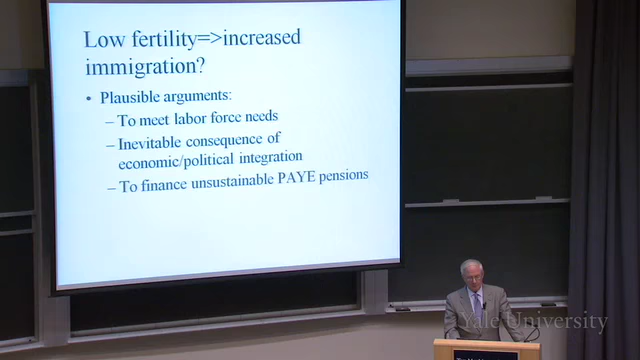 Low fertility=>increased
immigration?
• Plausible arguments:
– To meet labor force needs
– Inevitable consequence of
economic/political integration
– To finance unsustainable PAYE pensions
Yale University